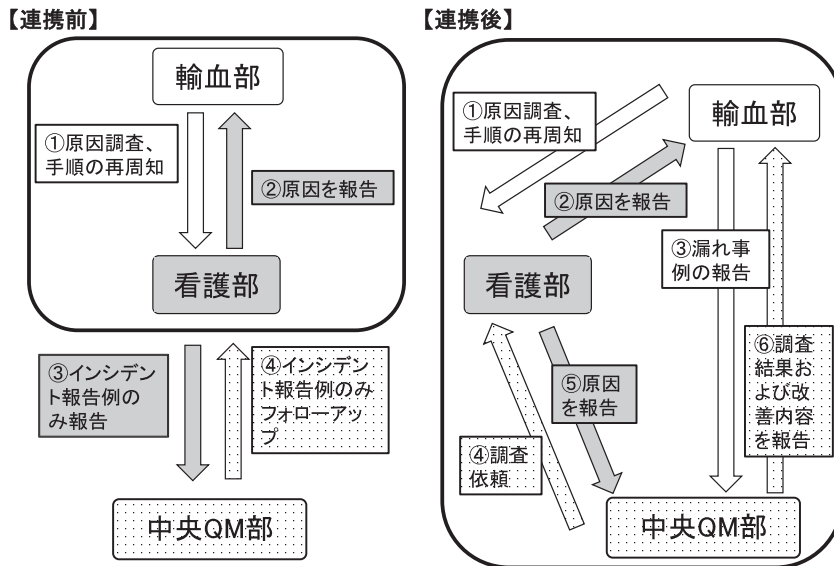 【連携前】
輸血部
①原因調査、
手順の再周知
②原因を報告
看護部
③インシデン
ト報告例の
み報告
④インシデン
ト報告例のみ
フォローアッ
プ
中央QM部
【連携後】
輸血部
①原因調査、
手順の再周知
②原因を報告
③漏れ事
例の報告
看護部
⑤原因
を報告
④調査
依頼
⑥調査
結果お
よび改
善内容
を報告
中央QM部